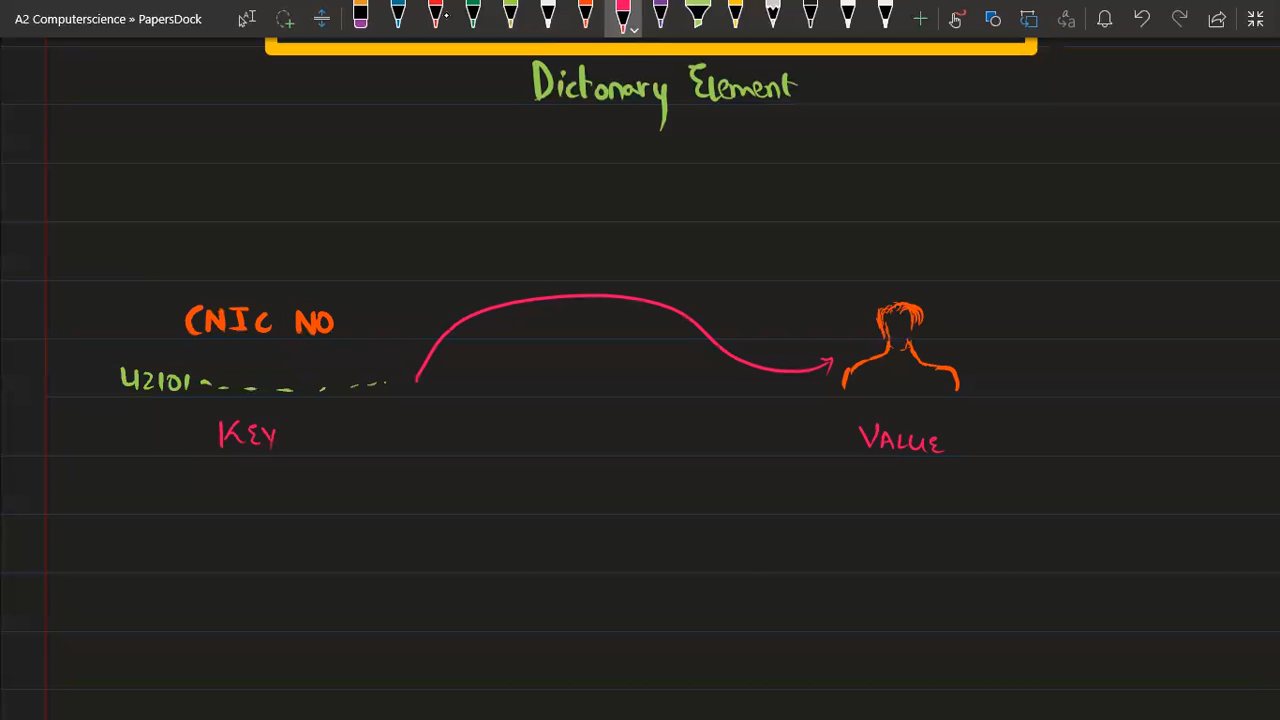 A2 Computerscience » PapersDock
Dictonary Element
CNIC NO
42101
KEY
VALUE